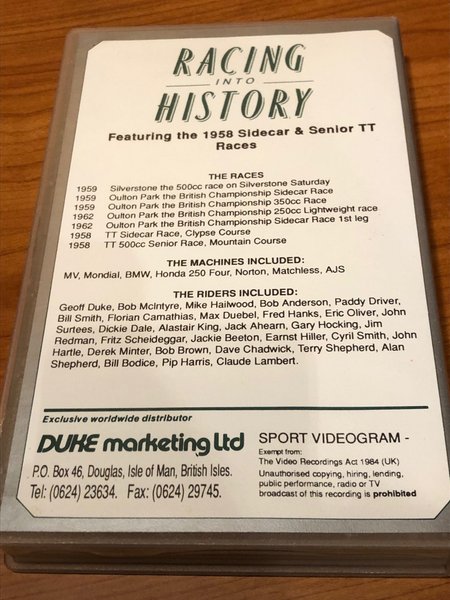 RACING
INTO
HISTORY
Featuring the 1958 Sidecar & Senior TT
Races
THE RACES
1959 Silverstone the 500cc race on Silverstone Saturday
1959 Oulton Park the British Championship Sidecar Race
1959 Oulton Park the British Championship 350cc Race
1962 Oulton Park the British Championship 250cc Lightweight race
1962 Oulton Park the British Championship Sidecar Race 1st leg
1958 TT Sidecar Race, Clypse Course
1958 TT 500cc Senior Race, Mountain Course
THE MACHINES INCLUDED:
MV, Mondial, BMW, Honda 250 Four, Norton, Matchless, AJS
THE RIDERS INCLUDED:
Geoff Duke, Bob McIntyre, Mike Hailwood, Bob Anderson, Paddy Driver,
Bill Smith, Florian Camathias, Max Duebel, Fred Hanks, Eric Oliver, John
Surtees, Dickie Dale, Alastair King, Jack Ahearn, Gary Hocking, Jim
Redman, Fritz Scheideggar, Jackie Beeton, Earnst Hiller, Cyril Smith, John
Hartle, Derek Minter, Bob Brown, Dave Chadwick, Terry Shepherd, Alan
Shepherd, Bill Bodice, Pip Harris, Claude Lambert.
Exclusive worldwide distributor
DUKE marketing Ltd
P.O. Box 46, Douglas, Isle of Man, British Isles.
Tel: (0624) 23634. Fax: (0624) 29745.
SPORT VIDEOGRAM -
Exempt from:
The Video Recordings Act 1984 (UK)
Unauthorised copying, hiring, lending,
public performance, radio or TV
broadcast of this recording is prohibited